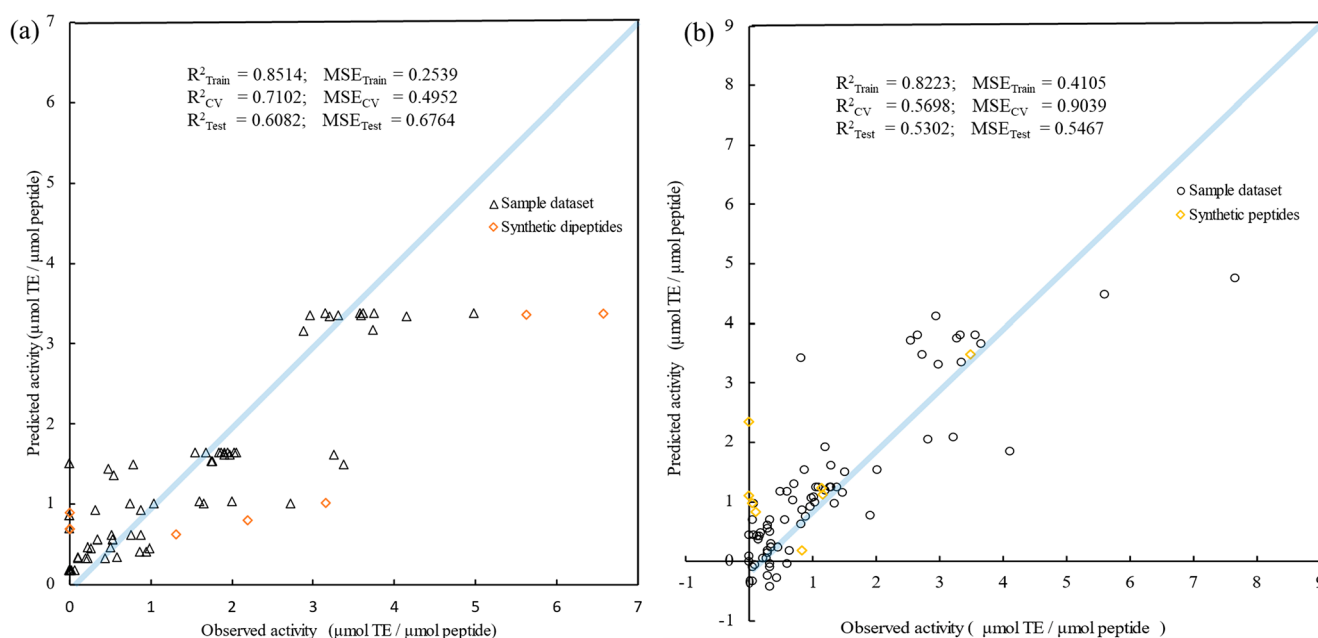 (a)
R²Train = 0.8514; MSETrain = 0.2539
R²CV = 0.7102; MSECV = 0.4952
R²Test = 0.6082; MSETest = 0.6764
Sample dataset
Synthetic dipeptides
Predicted activity (μmol TE / μmol peptide)
7
6
5
4
3
2
1
0
0 1 2 3 4 5 6 7
Observed activity (μmol TE / μmol peptide)
(b)
R²Train = 0.8223; MSETrain = 0.4105
R²CV = 0.5698; MSECV = 0.9039
R²Test = 0.5302; MSETest = 0.5467
Sample dataset
Synthetic peptides
Predicted activity (μmol TE / μmol peptide)
9
8
7
6
5
4
3
2
1
0
-1
-1 0 1 2 3 4 5 6 7 8 9
Observed activity ( μmol TE / μmol peptide )